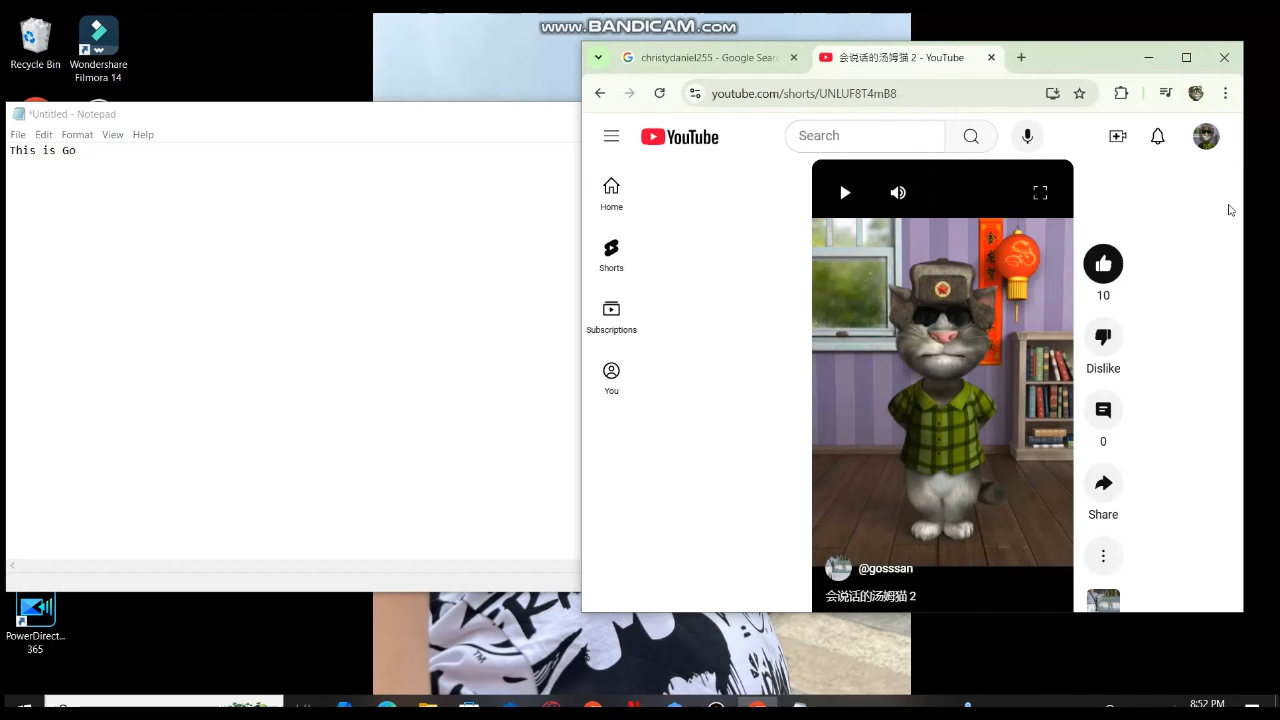 www.BANDICAM.com
Recycle Bin
Wondershare
Filmora 14
*Untitled - Notepad
File Edit Format View Help
This is Go
PowerDirect...
365
christydaniel255 - Google Sear
会说话的汤姆猫 2 - YouTube
youtube.com/shorts/UNLUF8T4mB8
YouTube
Search
Home
Shorts
Subscriptions
You
10
Dislike
0
Share
@gosssan
会说话的汤姆猫 2
8:52 PM